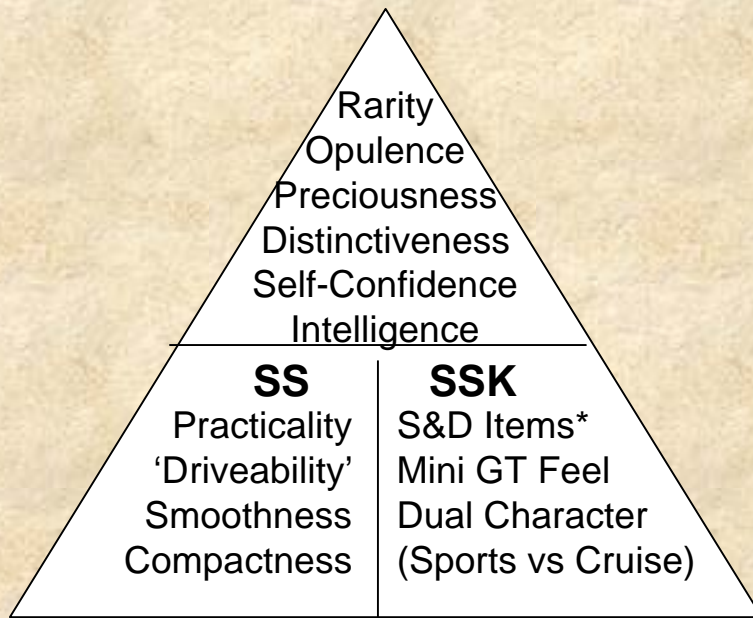 Rarity
Opulence
Preciousness
Distinctiveness
Self-Confidence
Intelligence
SS
Practicality
‘Driveability’
Smoothness
Compactness
SSK
S&D Items*
Mini GT Feel
Dual Character
(Sports vs Cruise)